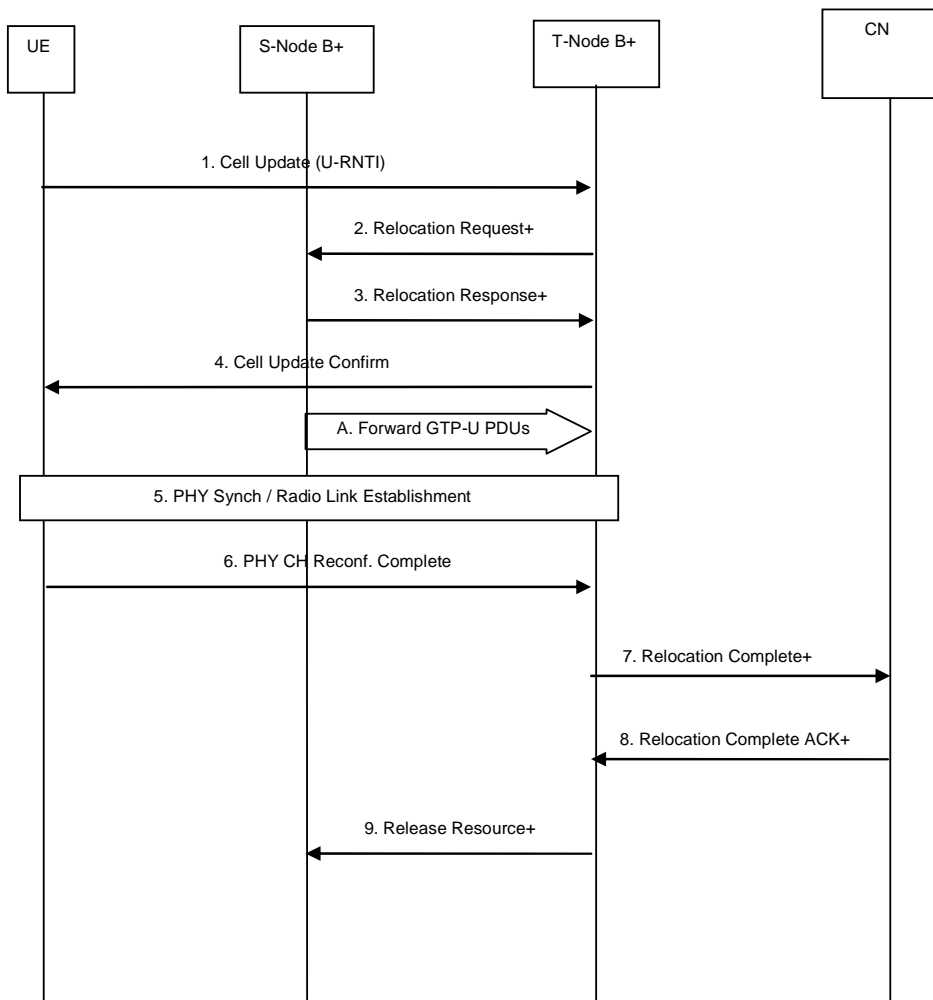 UE
S-Node B+
T-Node B+
CN
1. Cell Update (U-RNTI)
2. Relocation Request+
3. Relocation Response+
4. Cell Update Confirm
A. Forward GTP-U PDUs
5. PHY Synch / Radio Link Establishment
6. PHY CH Reconf. Complete
7. Relocation Complete+
8. Relocation Complete ACK+
9. Release Resource+